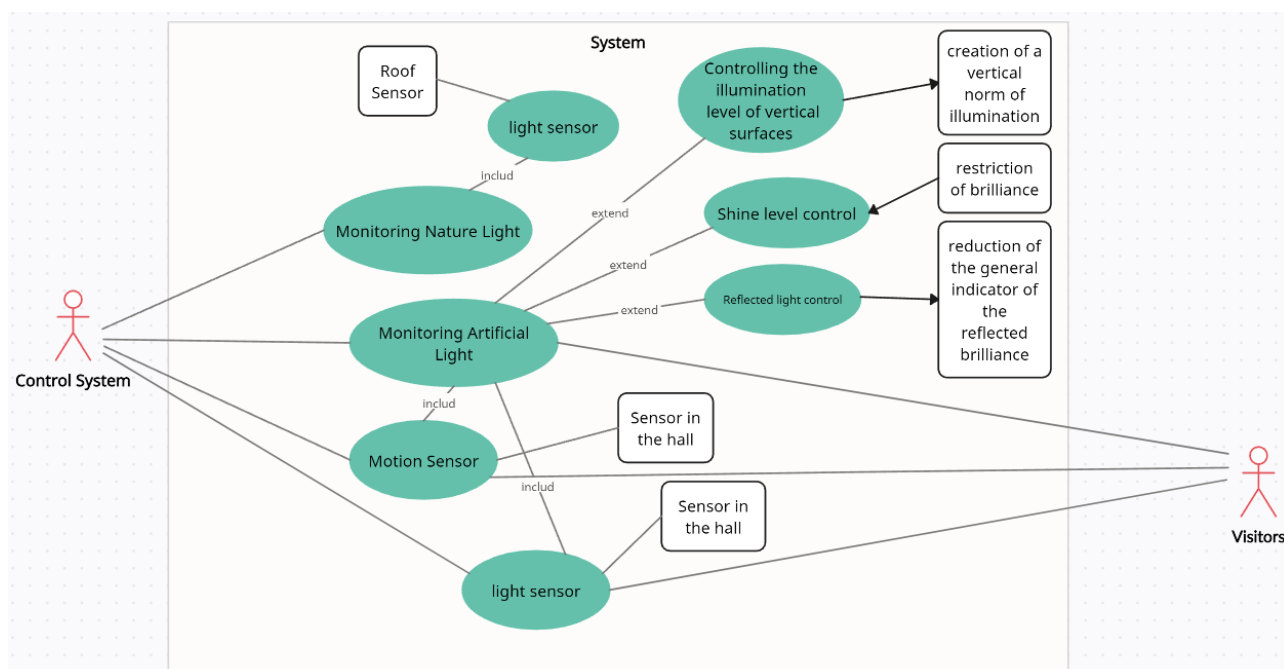 System
Roof
Sensor
light sensor
includ
Monitoring Nature Light
Controlling the
illumination
level of vertical
surfaces
creation of a
vertical
norm of
illumination
extend
Shine level control
restriction
of brilliance
extend
Reflected light control
reduction of
the general
indicator of
the
reflected
brilliance
extend
Monitoring Artificial
Light
Control System
includ
Motion Sensor
Sensor in
the hall
includ
Sensor in
the hall
light sensor
Visitors